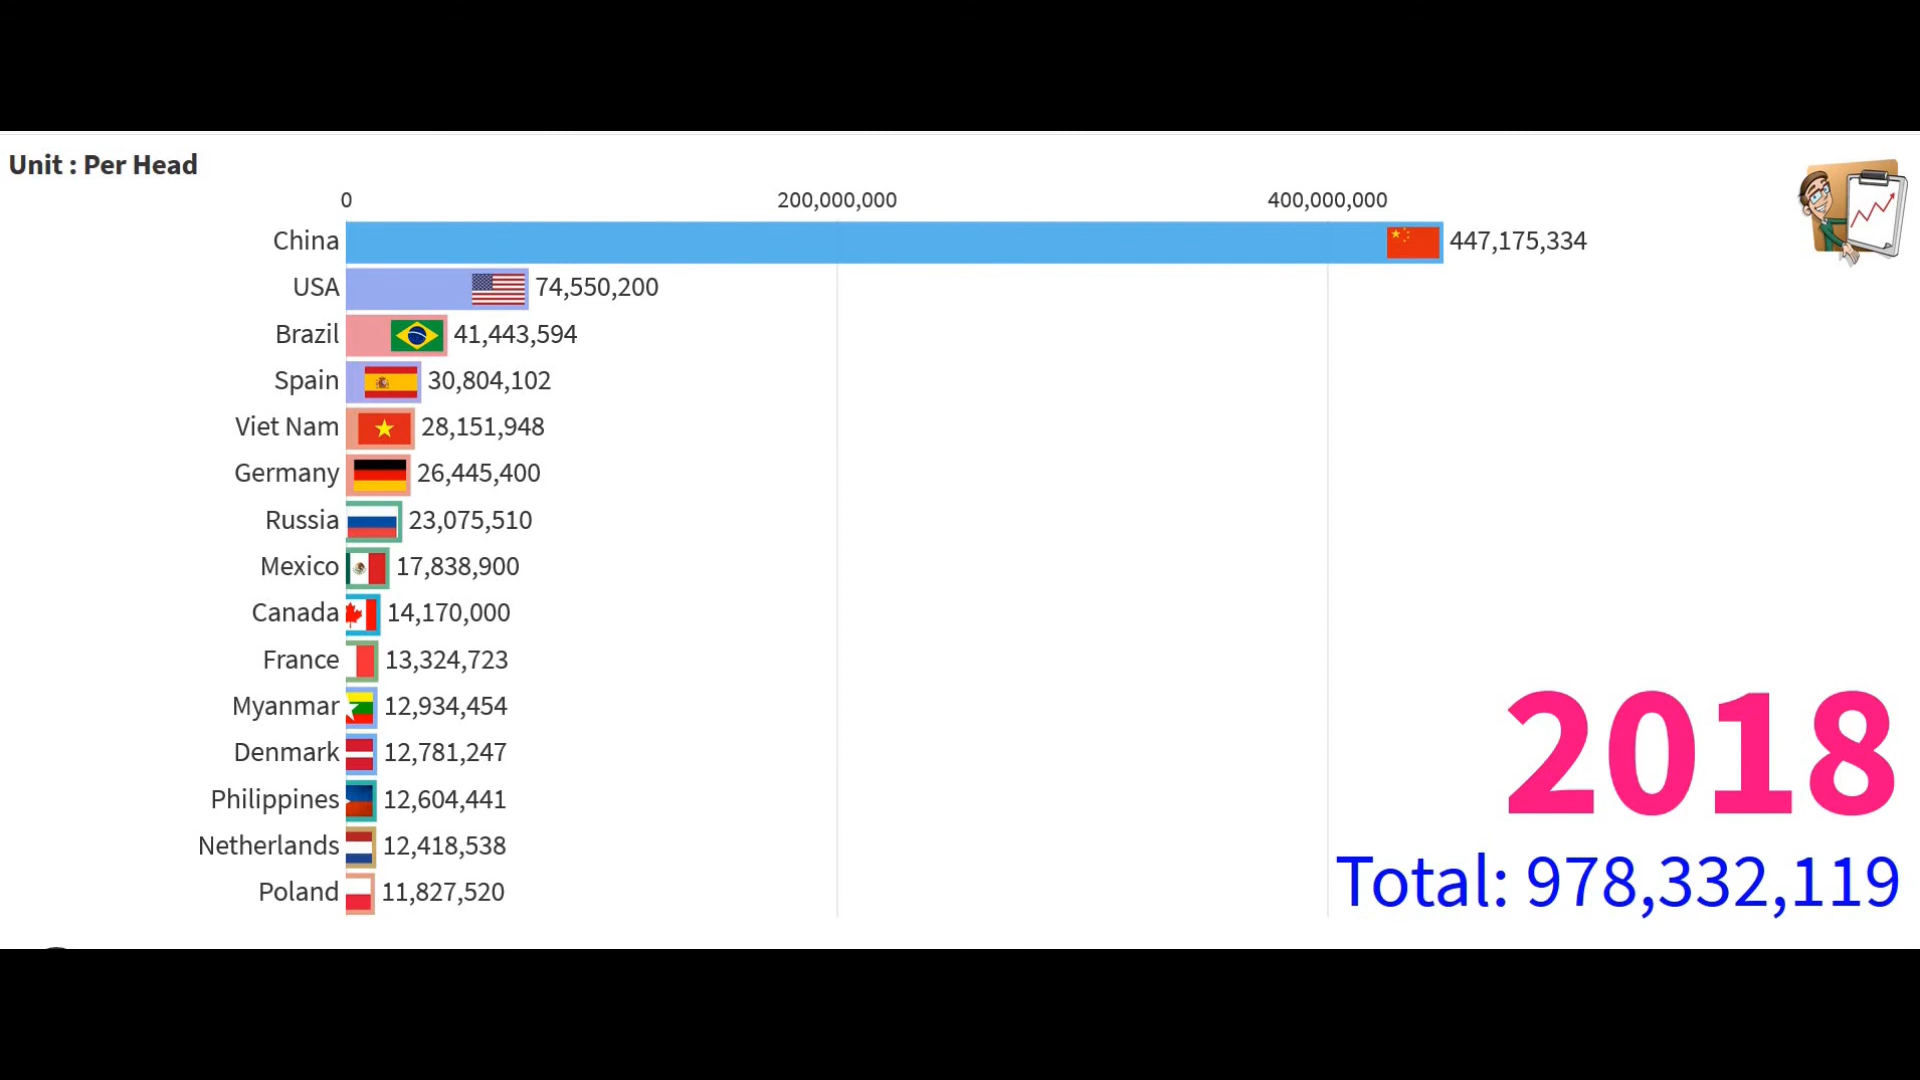 Unit : Per Head
0 200,000,000 400,000,000
China 447,175,334
USA 74,550,200
Brazil 41,443,594
Spain 30,804,102
Viet Nam 28,151,948
Germany 26,445,400
Russia 23,075,510
Mexico 17,838,900
Canada 14,170,000
France 13,324,723
Myanmar 12,934,454
Denmark 12,781,247
Philippines 12,604,441
Netherlands 12,418,538
Poland 11,827,520
2018
Total: 978,332,119